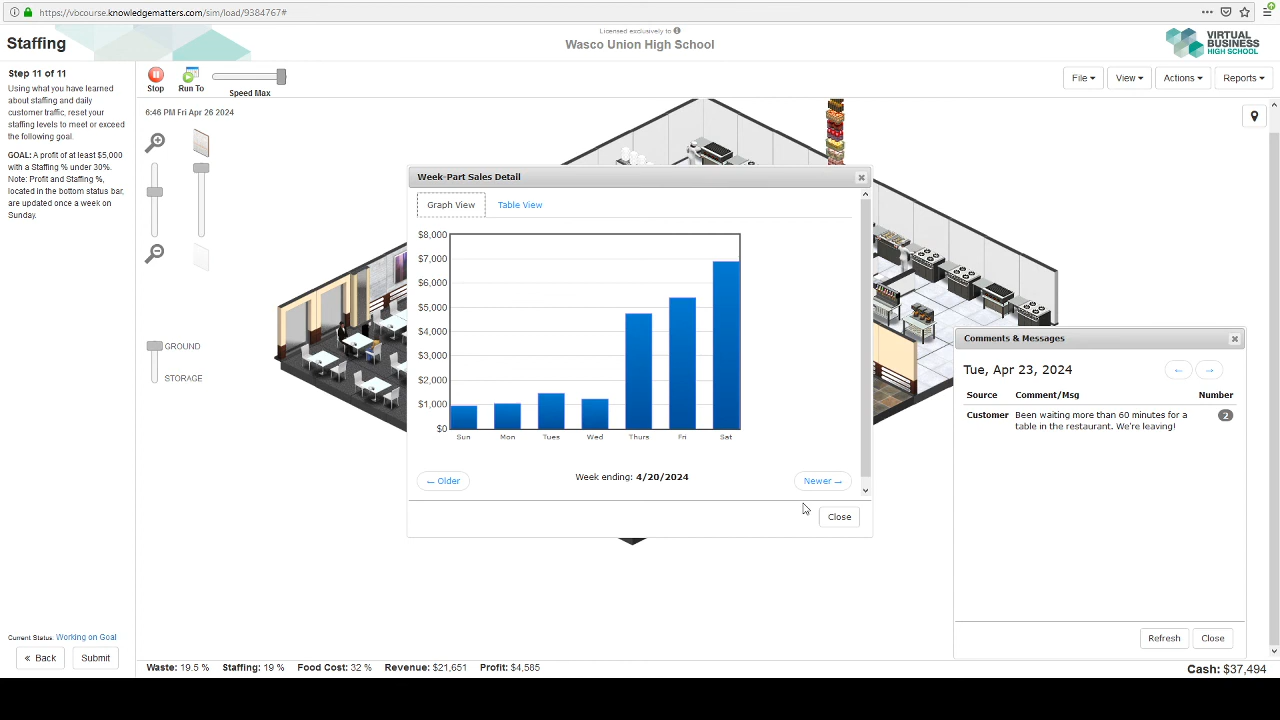 https://vbcourse.knowledgematters.com/sim/load/9384767#
Staffing
Licensed exclusively to
Wasco Union High School
VIRTUAL
BUSINESS
HIGH SCHOOL
Step 11 of 11
Using what you have learned
about staffing and daily
customer traffic, reset your
staffing levels to meet or exceed
the following goal.
GOAL: A profit of at least $5,000
with a Staffing % under 30%.
Note: Profit and Staffing %,
located in the bottom status bar,
are updated once a week on
Sunday.
Stop
Run To
Speed Max
File
View
Actions
Reports
6:46 PM Fri Apr 26 2024
GROUND
STORAGE
Week-Part Sales Detail
Graph View
Table View
$8,000
$7,000
$6,000
$5,000
$4,000
$3,000
$2,000
$1,000
$0
Sun Mon Tues Wed Thurs Fri Sat
← Older
Week ending: 4/20/2024
Newer →
Close
Comments & Messages
Tue, Apr 23, 2024
← →
Source Comment/Msg Number
Customer Been waiting more than 60 minutes for a 2
table in the restaurant. We're leaving!
Refresh Close
Current Status: Working on Goal
« Back Submit
Waste: 19.5 % Staffing: 19 % Food Cost: 32 % Revenue: $21,651 Profit: $4,585
Cash: $37,494